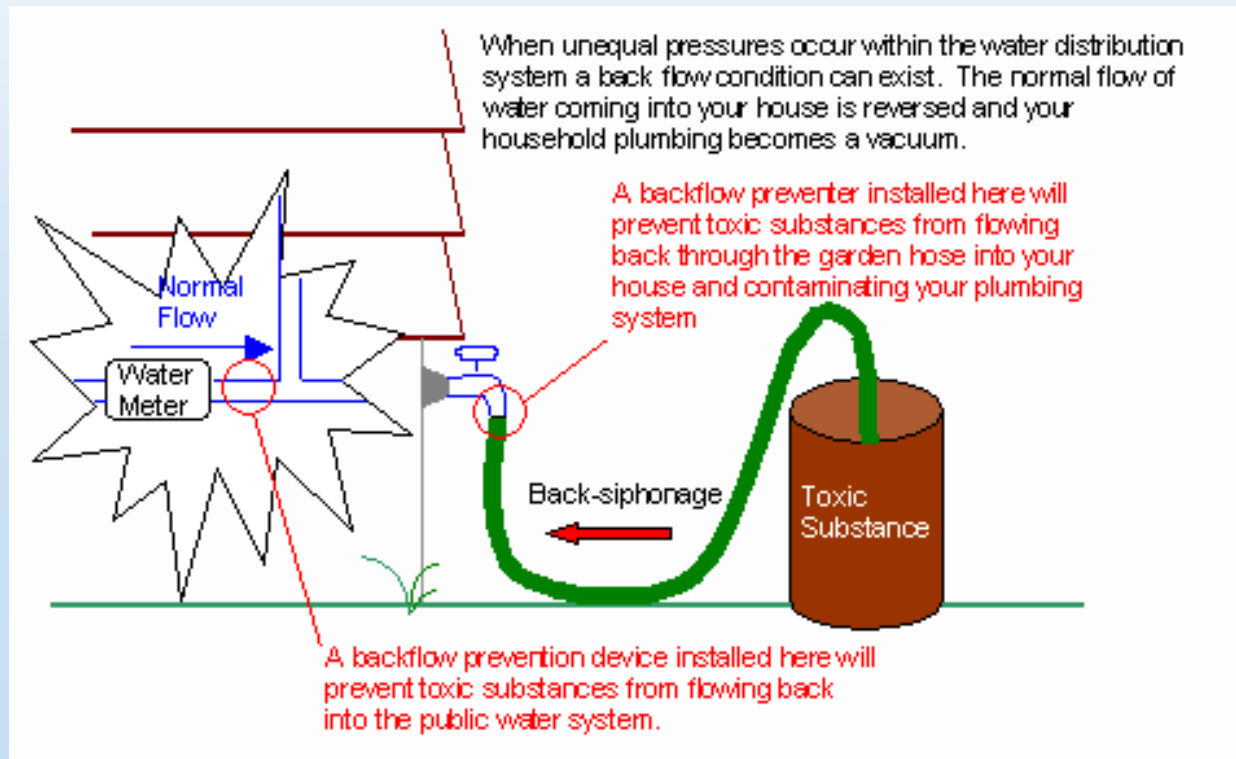 When unequal pressures occur within the water distribution
system a back flow condition can exist. The normal flow of
water coming into your house is reversed and your
household plumbing becomes a vacuum.
A backflow preventer installed here will
prevent toxic substances from flowing
back through the garden hose into your
house and contaminating your plumbing
system
Normal
Flow
Water
Meter
Back-siphonage
Toxic
Substance
A backflow prevention device installed here will
prevent toxic substances from flowing back
into the public water system.